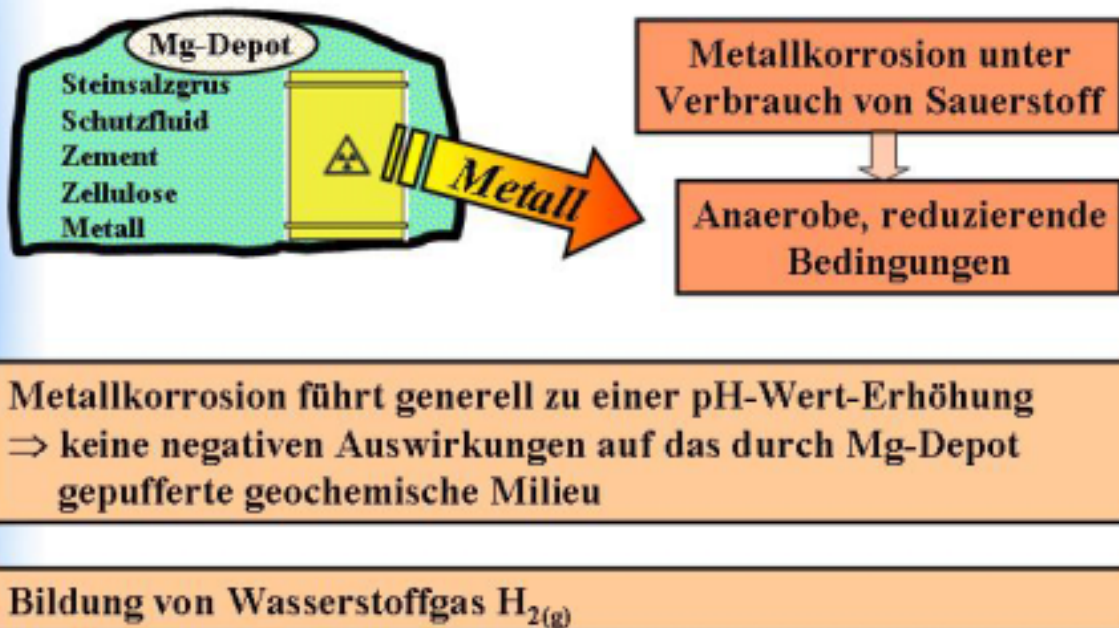 Mg-Depot
Steinsalzgrus
Schutzfluid
Zement
Zellulose
Metall
Metall
Metallkorrosion unter
Verbrauch von Sauerstoff
Anaerobe, reduzierende
Bedingungen
Metallkorrosion führt generell zu einer pH-Wert-Erhöhung
⇒ keine negativen Auswirkungen auf das durch Mg-Depot
gepufferte geochemische Milieu
Bildung von Wasserstoffgas H₂₍g₎